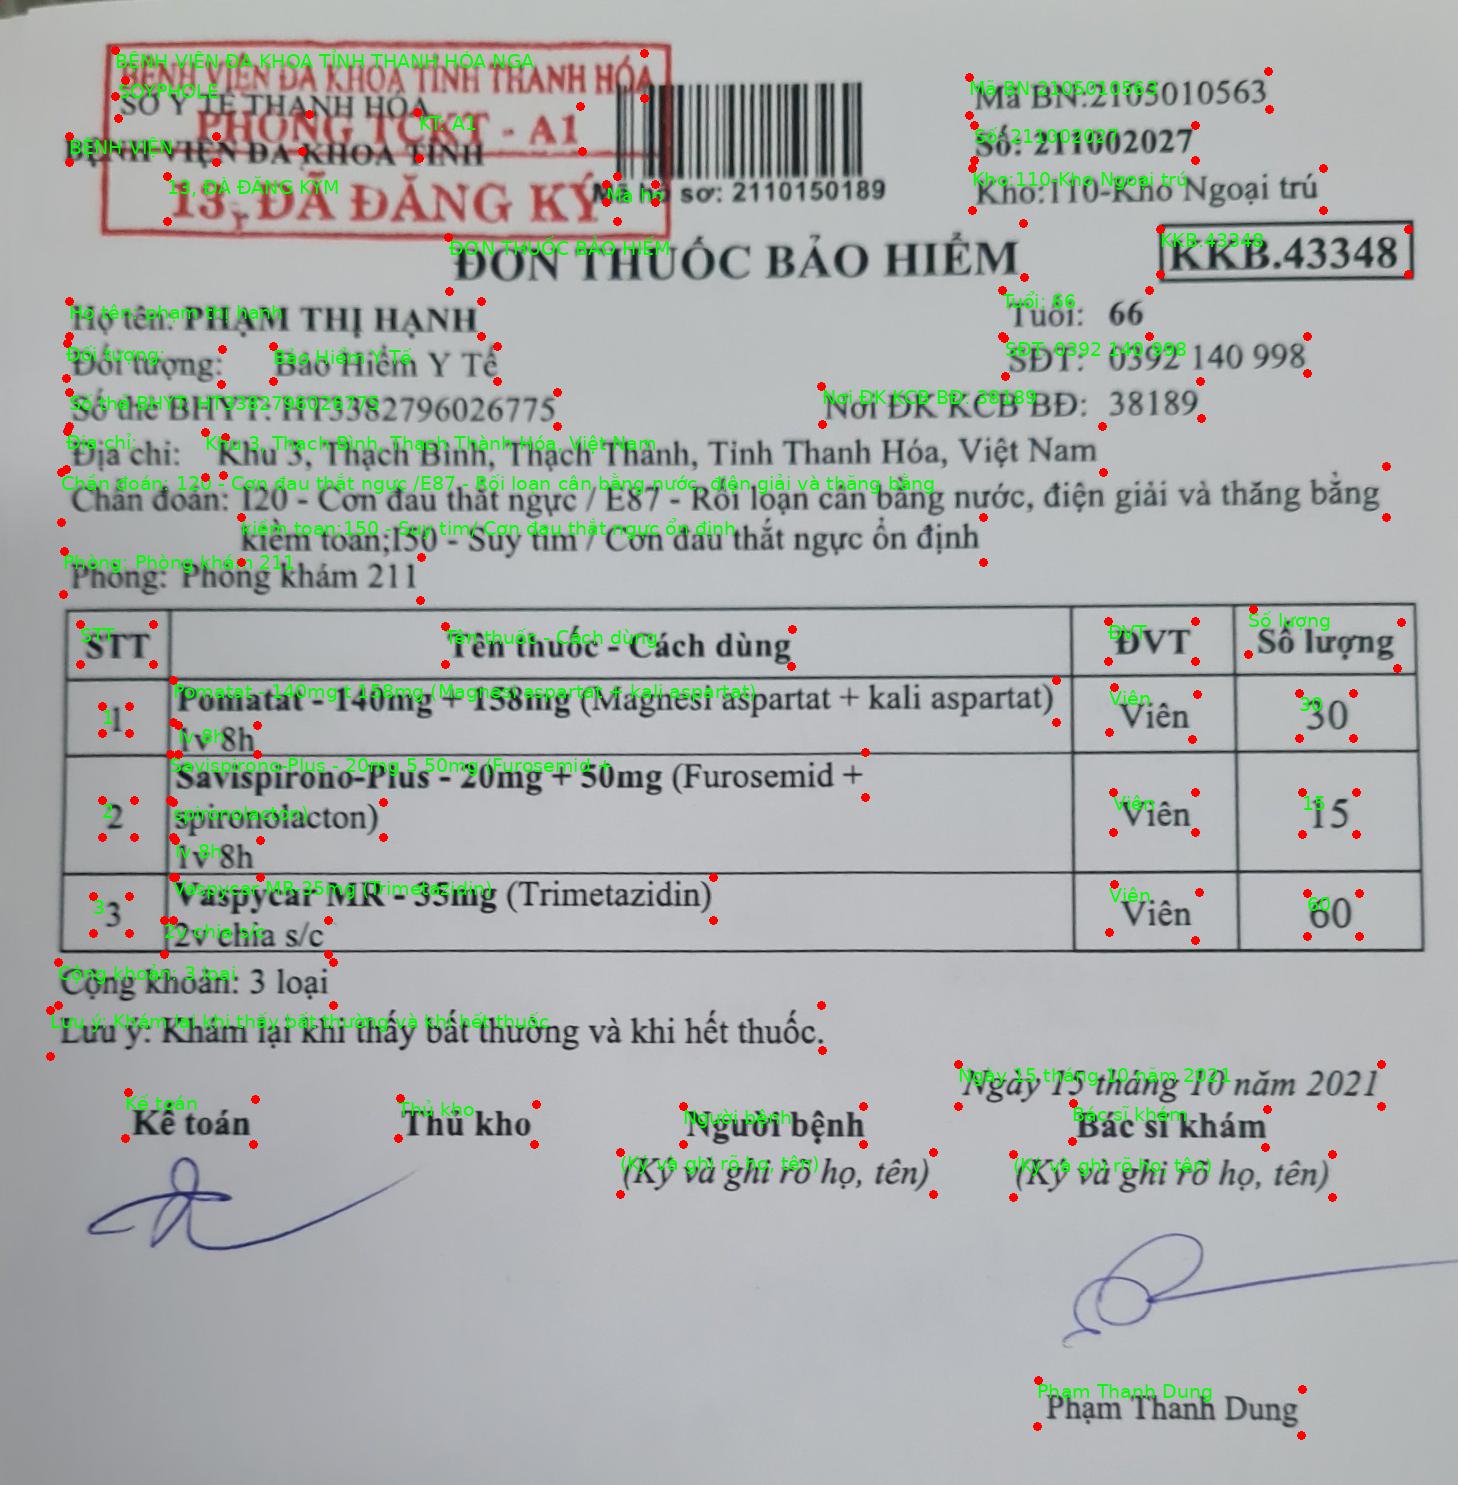 BỆNH VIỆN ĐA KHOA TỈNH THANH HÓA
SỞ Y TẾ THANH HÓA
PHÒNG TCKT - A1
BỆNH VIỆN ĐA KHOA TỈNH
13, ĐÃ ĐĂNG KÝ
Mã hồ sơ: 2110150189
Mã BN:2105010563
Số: 211002027
Kho:110-Kho Ngoại trú
KKB.43348
ĐƠN THUỐC BẢO HIỂM
Họ tên: PHẠM THỊ HẠNH Tuổi: 66
Đối tượng: Bảo Hiểm Y Tế SĐT: 0392 140 998
Số thẻ BHYT: HT3382796026775 Nơi ĐK KCB BĐ: 38189
Địa chỉ: Khu 3, Thạch Bình, Thạch Thành, Tỉnh Thanh Hóa, Việt Nam
Chẩn đoán: 120 - Cơn đau thắt ngực / E87 - Rối loạn cân bằng nước, điện giải và thăng bằng
kiềm toan;150 - Suy tim / Cơn đau thắt ngực ổn định
Phòng: Phòng khám 211
STT Tên thuốc - Cách dùng ĐVT Số lượng
1 Pomatat - 140mg + 158mg (Magnesi aspartat + kali aspartat) Viên 30
1v 8h
2 Savispirono-Plus - 20mg + 50mg (Furosemid + Viên 15
spironolacton)
1v 8h
3 Vaspycar MR - 35mg (Trimetazidin) Viên 60
2v chia s/c
Cộng khoản: 3 loại
Lưu ý: Khám lại khi thấy bất thường và khi hết thuốc.
Ngày 15 tháng 10 năm 2021
Kế toán Thủ kho Người bệnh Bác sĩ khám
(Ký và ghi rõ họ, tên) (Ký và ghi rõ họ, tên)
Phạm Thanh Dung